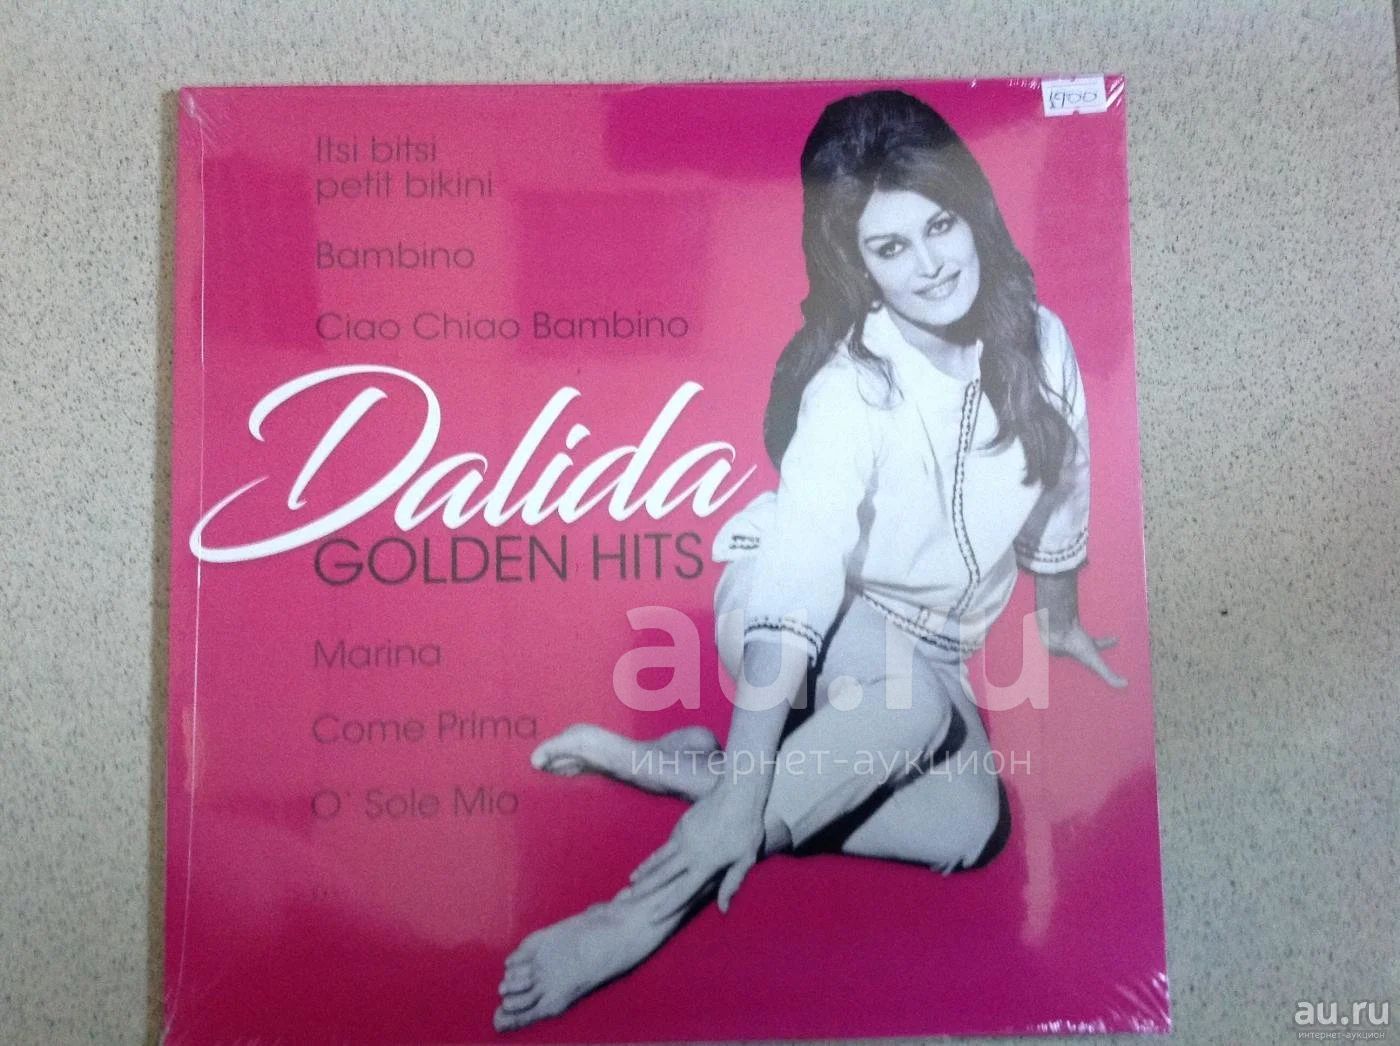 1900
Itsi bitsi
petit bikini
Bambino
Ciao Chiao Bambino
Dalida
GOLDEN HITS
Marina
Come Prima
O' Sole Mio
...
au.ru
интернет-аукцион
au.ru
интернет-аукцион